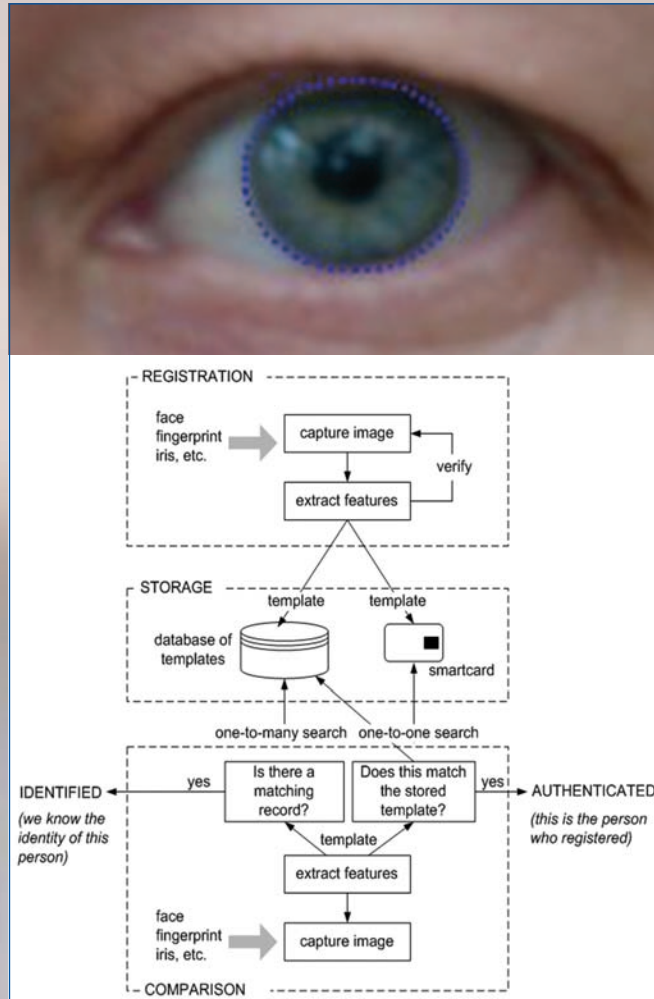 REGISTRATION
face
fingerprint
iris, etc.
capture image
verify
extract features
STORAGE
template
template
database of
templates
smartcard
one-to-many search
one-to-one search
Is there a
matching
record?
Does this match
the stored
template?
yes
yes
IDENTIFIED
(we know the
identity of this
person)
AUTHENTICATED
(this is the person
who registered)
template
extract features
face
fingerprint
iris, etc.
capture image
COMPARISON